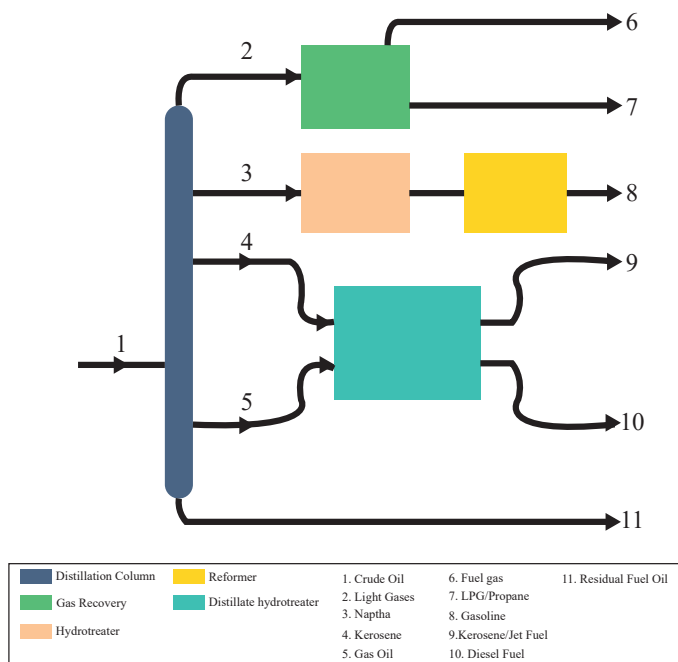 6
2
7
3
8
4
9
1
5
10
11
Distillation Column
Gas Recovery
Hydrotreater
Reformer
Distillate hydrotreater
1. Crude Oil
2. Light Gases
3. Naptha
4. Kerosene
5. Gas Oil
6. Fuel gas
7. LPG/Propane
8. Gasoline
9.Kerosene/Jet Fuel
10. Diesel Fuel
11. Residual Fuel Oil